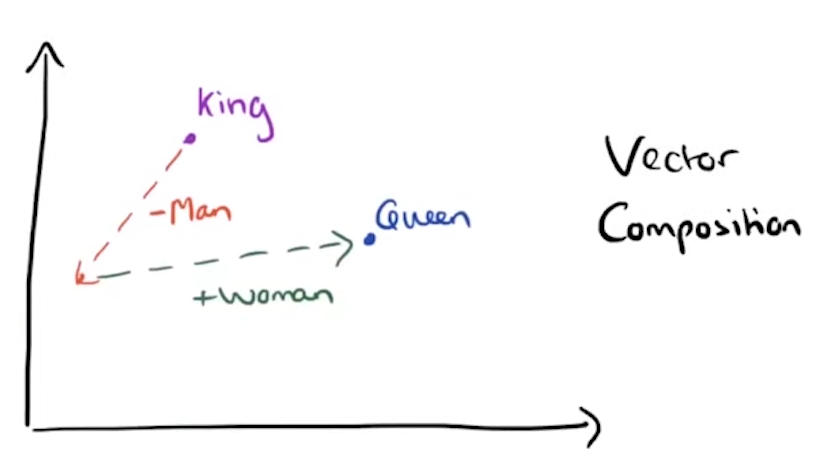 King
-Man
Queen
+Woman
Vector
Composition